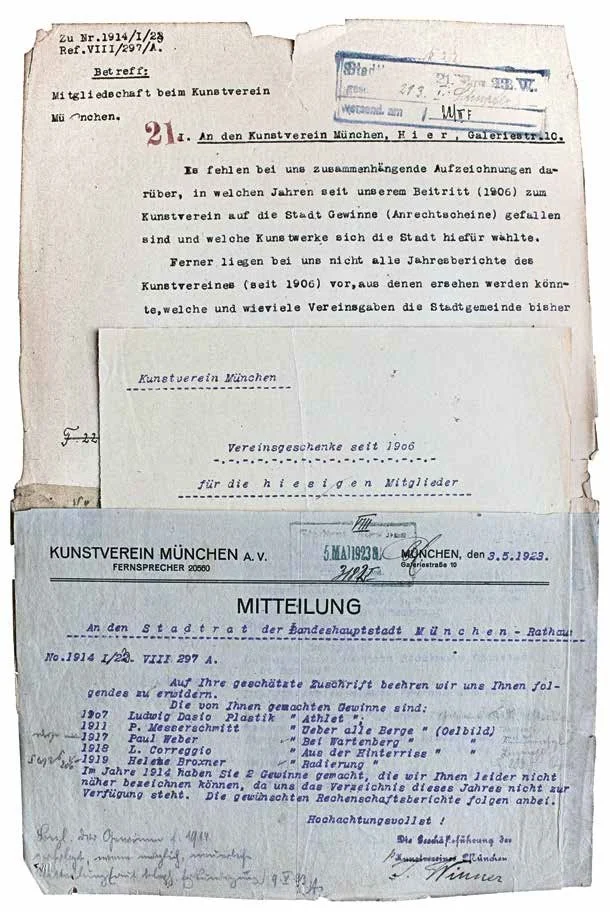 Zu Nr.1914/I/23
Ref.VIII/297/A.
Betreff:
Mitgliedschaft beim Kunstverein
München.
21
I. An den Kunstverein München, H i e r , Galeriestr.10.
Es fehlen bei uns zusammenhängende Aufzeichnungen da-
rüber, in welchen Jahren seit unserem Beitritt (1906) zum
Kunstverein auf die Stadt Gewinne (Anrechtscheine) gefallen
sind und welche Kunstwerke sich die Stadt hiefür wählte.
Ferner liegen bei uns nicht alle Jahresberichte des
Kunstvereines (seit 1906) vor,aus denen ersehen werden könn-
te,welche und wieviele Vereinsgaben die Stadtgemeinde bisher
Kunstverein München
Vereinsgeschenke seit 19o6
für die h i e s i g e n Mitglieder
F. 22
VIII
5.MAI 1923
KUNSTVEREIN MÜNCHEN A. V.
FERNSPRECHER 20560
MÜNCHEN, den 3.5.1923.
Galeriestraße 10
MITTEILUNG
An den S t a d t r a t der Landeshauptstadt M ü n c h e n - Rathaus
No.1914 I/23. VIII 297 A.
Auf Ihre geschätzte Zuschrift beehren wir uns Ihnen fol-
gendes zu erwidern.
Die von Ihnen gemachten Gewinne sind:
19o7 Ludwig Dasio Plastik " Athlet "
1911 P. Messerschmitt " Ueber alle Berge " (Oelbild)
1917 Paul Weber " Bei Wartenberg " "
1918 L. Correggio " Aus der Hinterriss " "
1919 Helene Broxner " Radierung "
Im Jahre 1914 haben Sie 2 Gewinne gemacht, die wir Ihnen leider nicht
näher bezeichnen können, da uns das Verzeichnis dieses Jahres nicht zur
Verfügung steht. Die gewünschten Rechenschaftsberichte folgen anbei.
Hochachtungsvollst !
Die Geschäftsführung des
Kunstvereines München